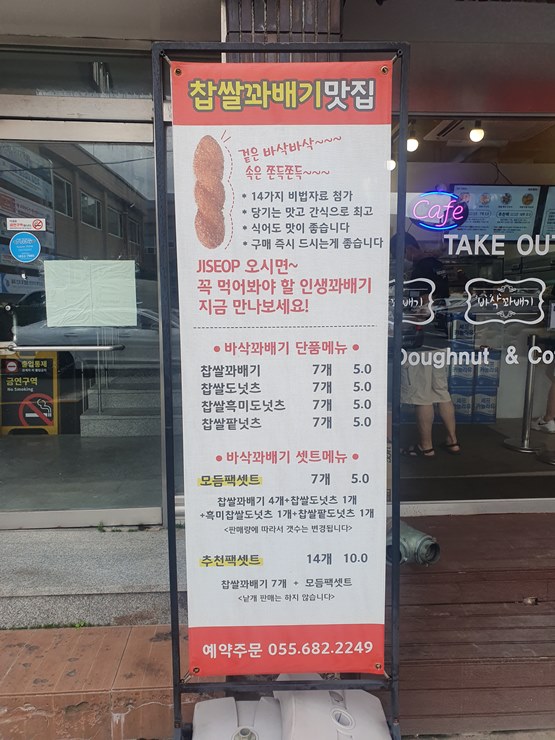 찹쌀꽈배기맛집
겉은 바삭바삭~~~
속은 쫀득쫀득~~~
* 14가지 비법자료 첨가
* 당기는 맛고 간식으로 최고
* 식어도 맛이 좋습니다
* 구매 즉시 드시는게 좋습니다
JISEOP 오시면~
꼭 먹어봐야 할 인생꽈배기
지금 만나보세요!
• 바삭꽈배기 단품메뉴 •
찹쌀꽈배기 7개 5.0
찹쌀도넛츠 7개 5.0
찹쌀흑미도넛츠 7개 5.0
찹쌀팥넛츠 7개 5.0
• 바삭꽈배기 셋트메뉴 •
모듬팩셋트 7개 5.0
찹쌀꽈배기 4개+찹쌀도넛츠 1개
+흑미찹쌀도넛츠 1개+찹쌀팥도넛츠 1개
<판매량에 따라서 갯수는 변경됩니다>
추천팩셋트 14개 10.0
찹쌀꽈배기 7개 + 모듬팩셋트
<낱개 판매는 하지 않습니다>
예약주문 055.682.2249
Cafe
TAKE OU
배기
바삭꽈배기
Doughnut & Co
출입통제
금연구역
No Smoking